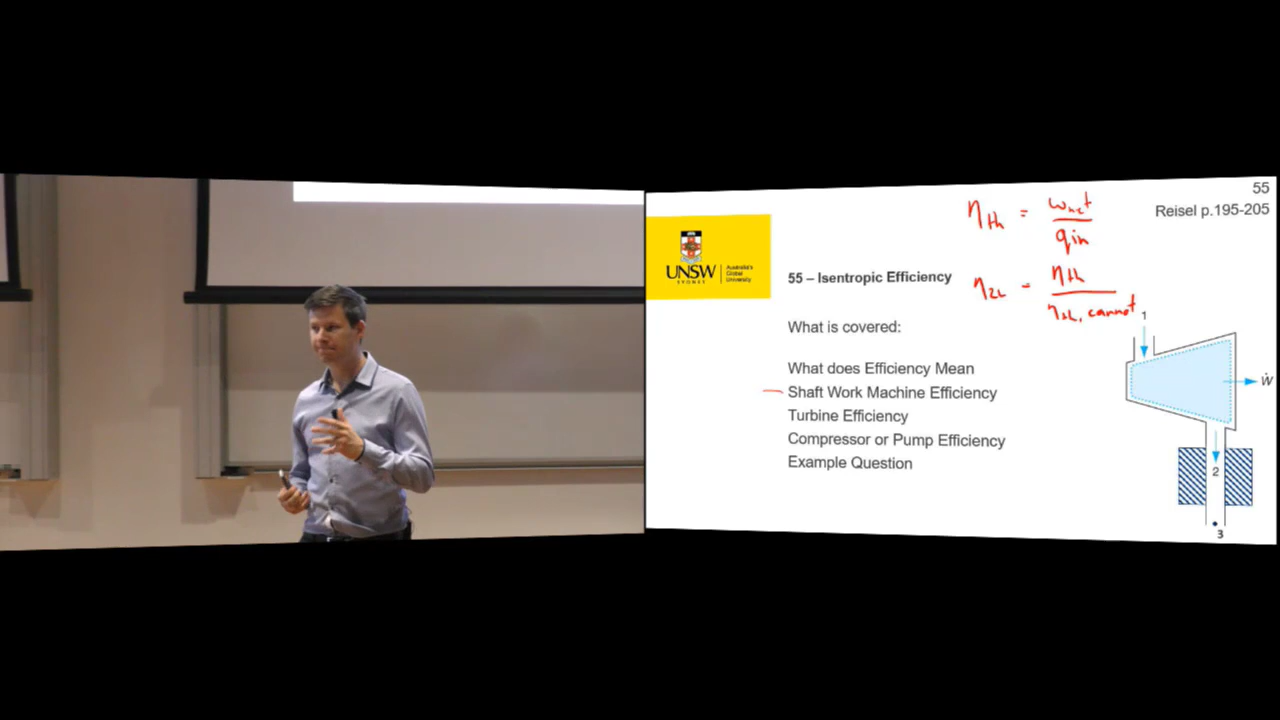 55
Reisel p.195-205
η_th = w_net / q_in
UNSW
SYDNEY
Australia's
Global
University
55 – Isentropic Efficiency
η_2L = η_th / η_th, carnot
What is covered:
1
What does Efficiency Mean
Ẇ
Shaft Work Machine Efficiency
Turbine Efficiency
Compressor or Pump Efficiency
Example Question
2
3